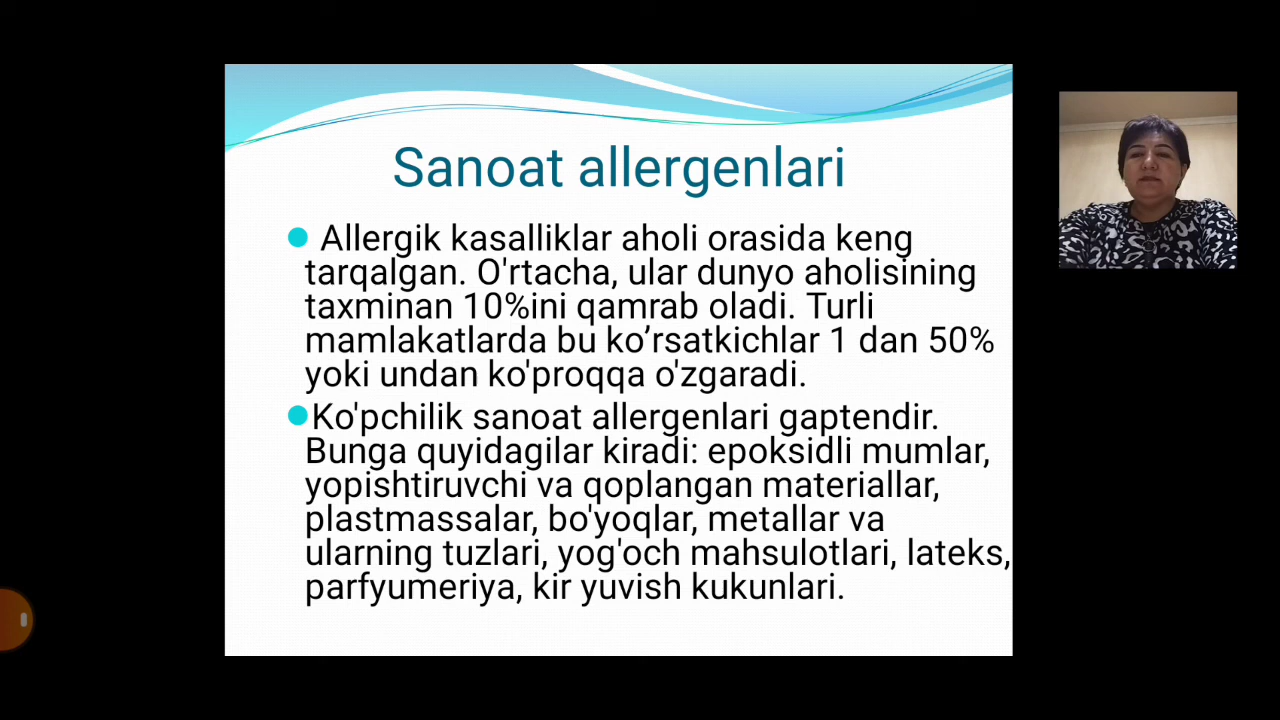 Sanoat allergenlari
Allergik kasalliklar aholi orasida keng
tarqalgan. O'rtacha, ular dunyo aholisining
taxminan 10%ini qamrab oladi. Turli
mamlakatlarda bu ko’rsatkichlar 1 dan 50%
yoki undan ko'proqqa o'zgaradi.
Ko'pchilik sanoat allergenlari gaptendir.
Bunga quyidagilar kiradi: epoksidli mumlar,
yopishtiruvchi va qoplangan materiallar,
plastmassalar, bo'yoqlar, metallar va
ularning tuzlari, yog'och mahsulotlari, lateks,
parfyumeriya, kir yuvish kukunlari.